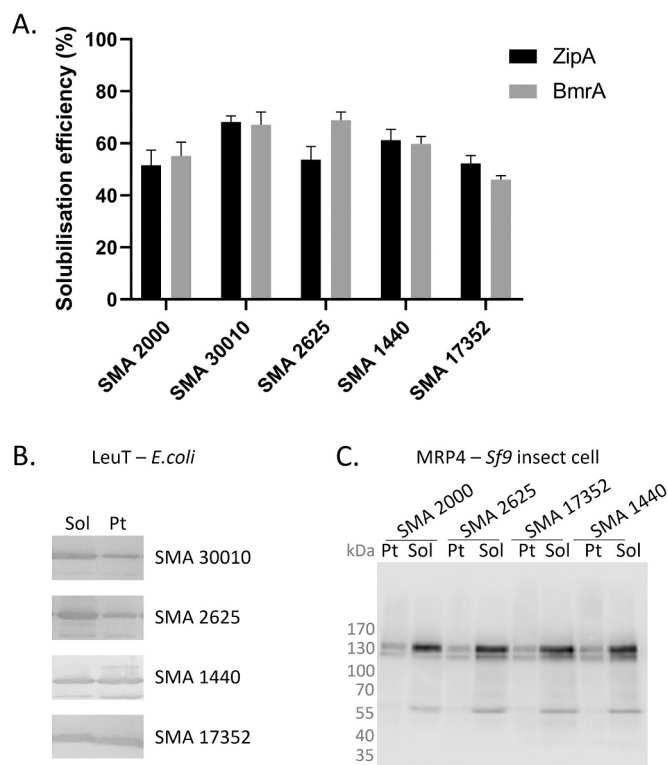 A.
Solubilisation efficiency (%)
100
80
60
40
20
0
ZipA
BmrA
SMA 2000
SMA 30010
SMA 2625
SMA 1440
SMA 17352
B.
LeuT – E.coli
Sol Pt
SMA 30010
SMA 2625
SMA 1440
SMA 17352
C.
MRP4 – Sf9 insect cell
SMA 2000
SMA 2625
SMA 17352
SMA 1440
kDa Pt Sol Pt Sol Pt Sol Pt Sol
170
130
100
70
55
40
35